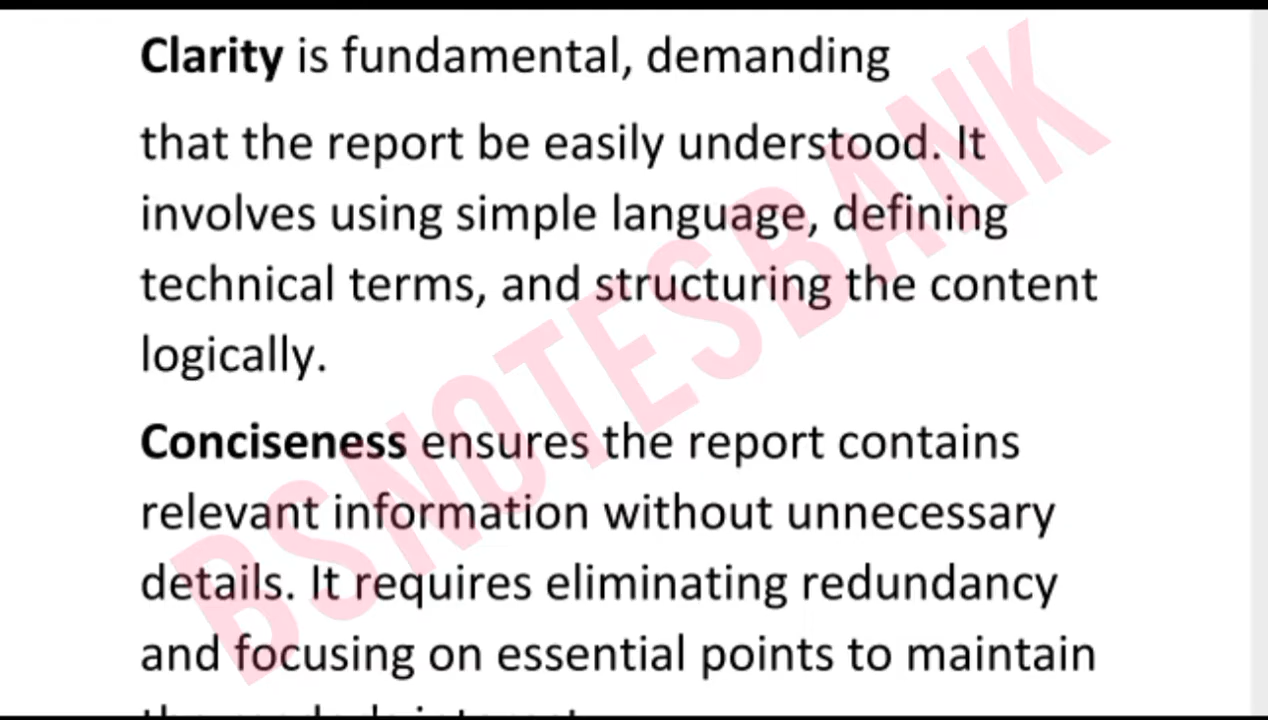 Clarity is fundamental, demanding
that the report be easily understood. It
involves using simple language, defining
technical terms, and structuring the content
logically.
Conciseness ensures the report contains
relevant information without unnecessary
details. It requires eliminating redundancy
and focusing on essential points to maintain
BSNOTESBANK